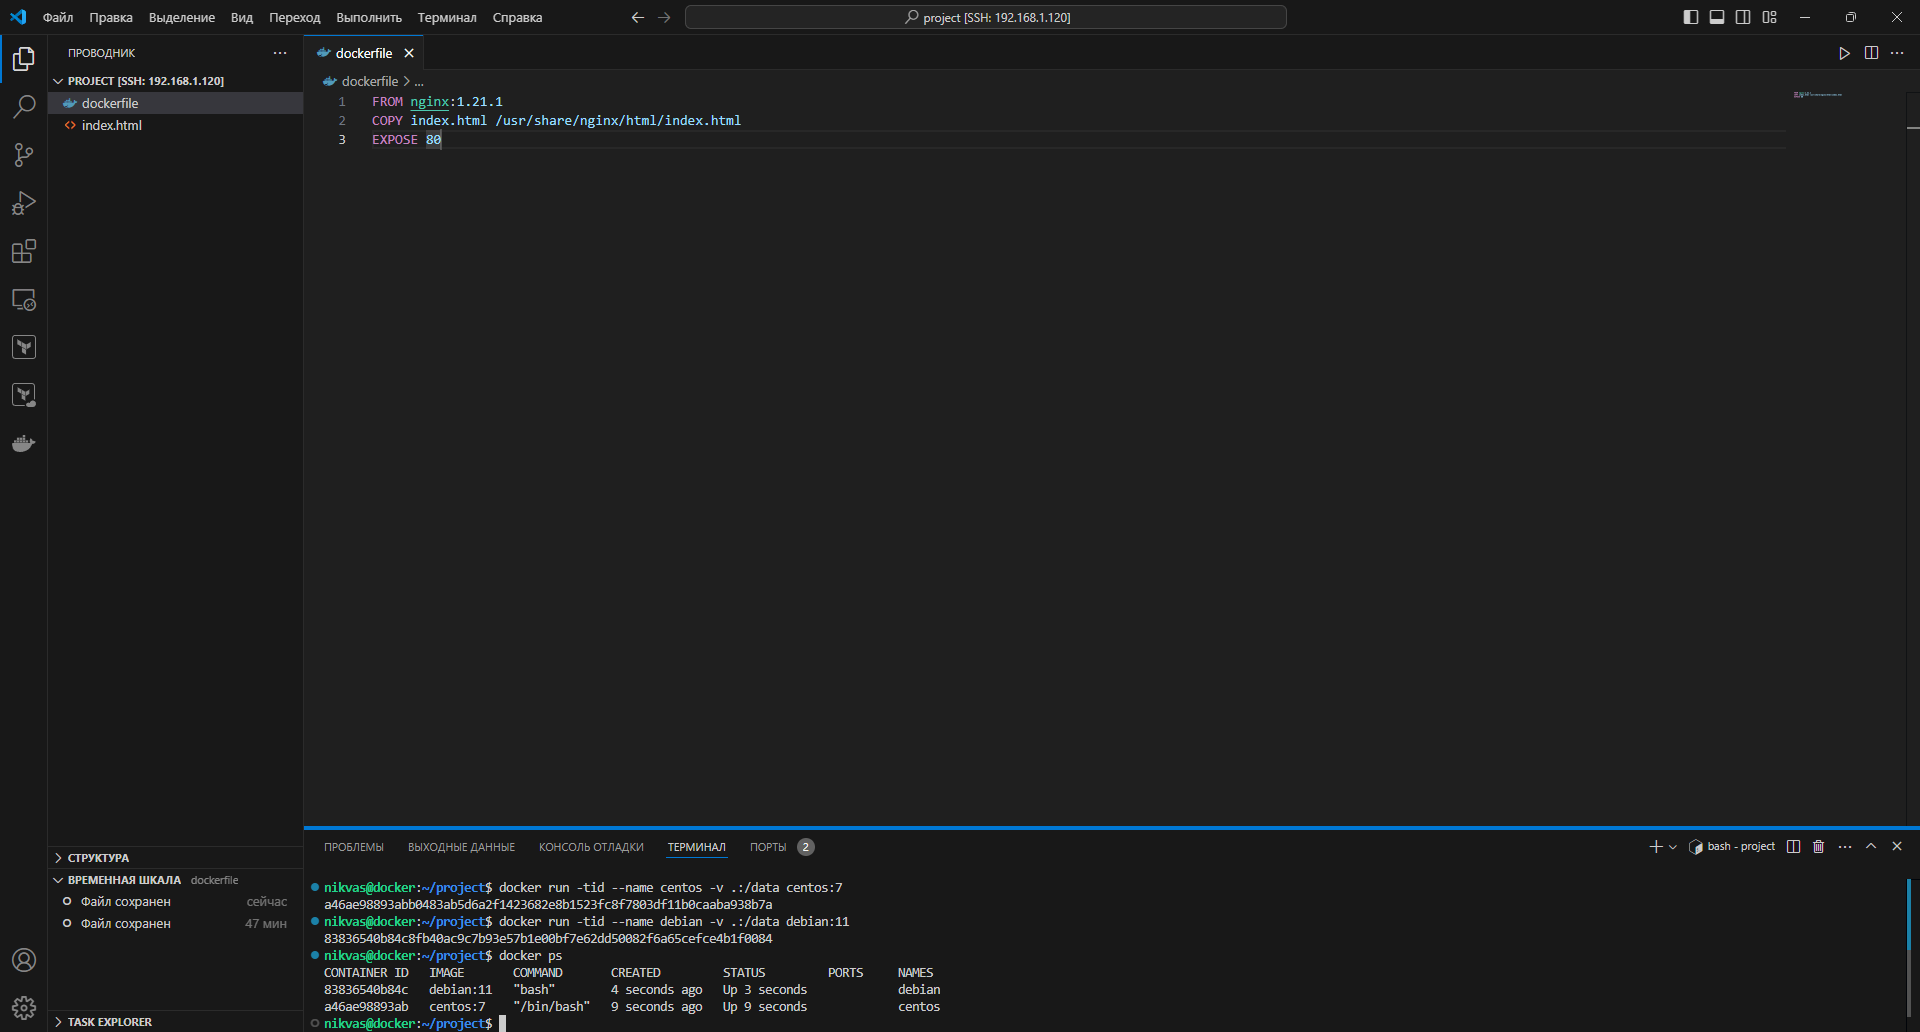 Файл Правка Выделение Вид Переход Выполнить Терминал Справка
project [SSH: 192.168.1.120]
ПРОВОДНИК
PROJECT [SSH: 192.168.1.120]
dockerfile
index.html
dockerfile
dockerfile > ...
1 FROM nginx:1.21.1
2 COPY index.html /usr/share/nginx/html/index.html
3 EXPOSE 80
СТРУКТУРА
ВРЕМЕННАЯ ШКАЛА dockerfile
Файл сохранен сейчас
Файл сохранен 47 мин
TASK EXPLORER
ПРОБЛЕМЫ ВЫХОДНЫЕ ДАННЫЕ КОНСОЛЬ ОТЛАДКИ ТЕРМИНАЛ ПОРТЫ 2
bash - project
nikvas@docker:~/project$ docker run -tid --name centos -v .:/data centos:7
a46ae98893abb0483ab5d6a2f1423682e8b1523fc8f7803df11b0caaba938b7a
nikvas@docker:~/project$ docker run -tid --name debian -v .:/data debian:11
83836540b84c8fb40ac9c7b93e57b1e00bf7e62dd50082f6a65cefce4b1f0084
nikvas@docker:~/project$ docker ps
CONTAINER ID IMAGE COMMAND CREATED STATUS PORTS NAMES
83836540b84c debian:11 "bash" 4 seconds ago Up 3 seconds debian
a46ae98893ab centos:7 "/bin/bash" 9 seconds ago Up 9 seconds centos
nikvas@docker:~/project$